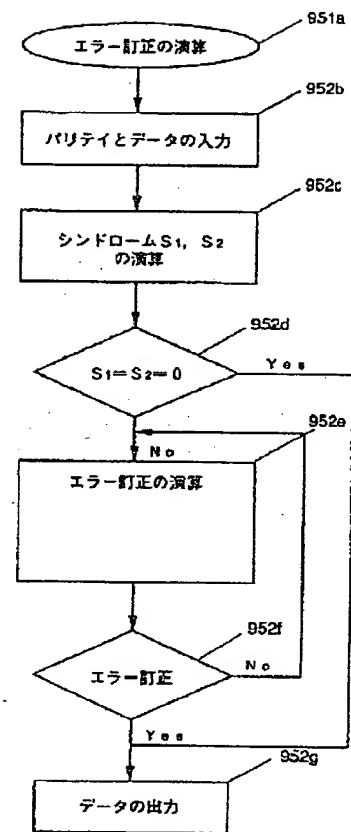 951a
エラー訂正の演算
952b
パリテイとデータの入力
952c
シンドロームS₁, S₂
の演算
952d
S₁=S₂=0
Yes
952e
No
エラー訂正の演算
952f
エラー訂正
No
Yes
952g
データの出力